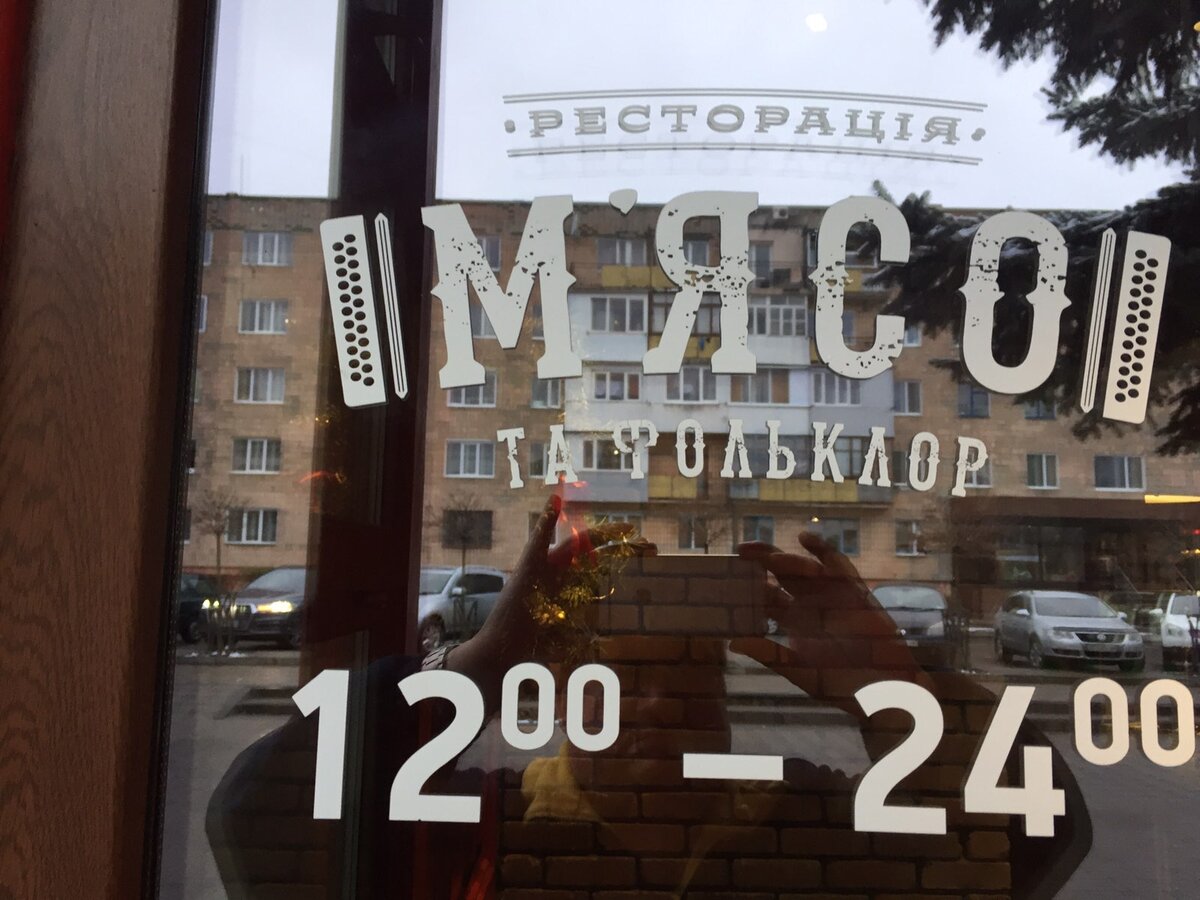 РЕСТОРАЦІЯ
М'ЯСО
ТА ФОЛЬКЛОР
12⁰⁰ – 24⁰⁰